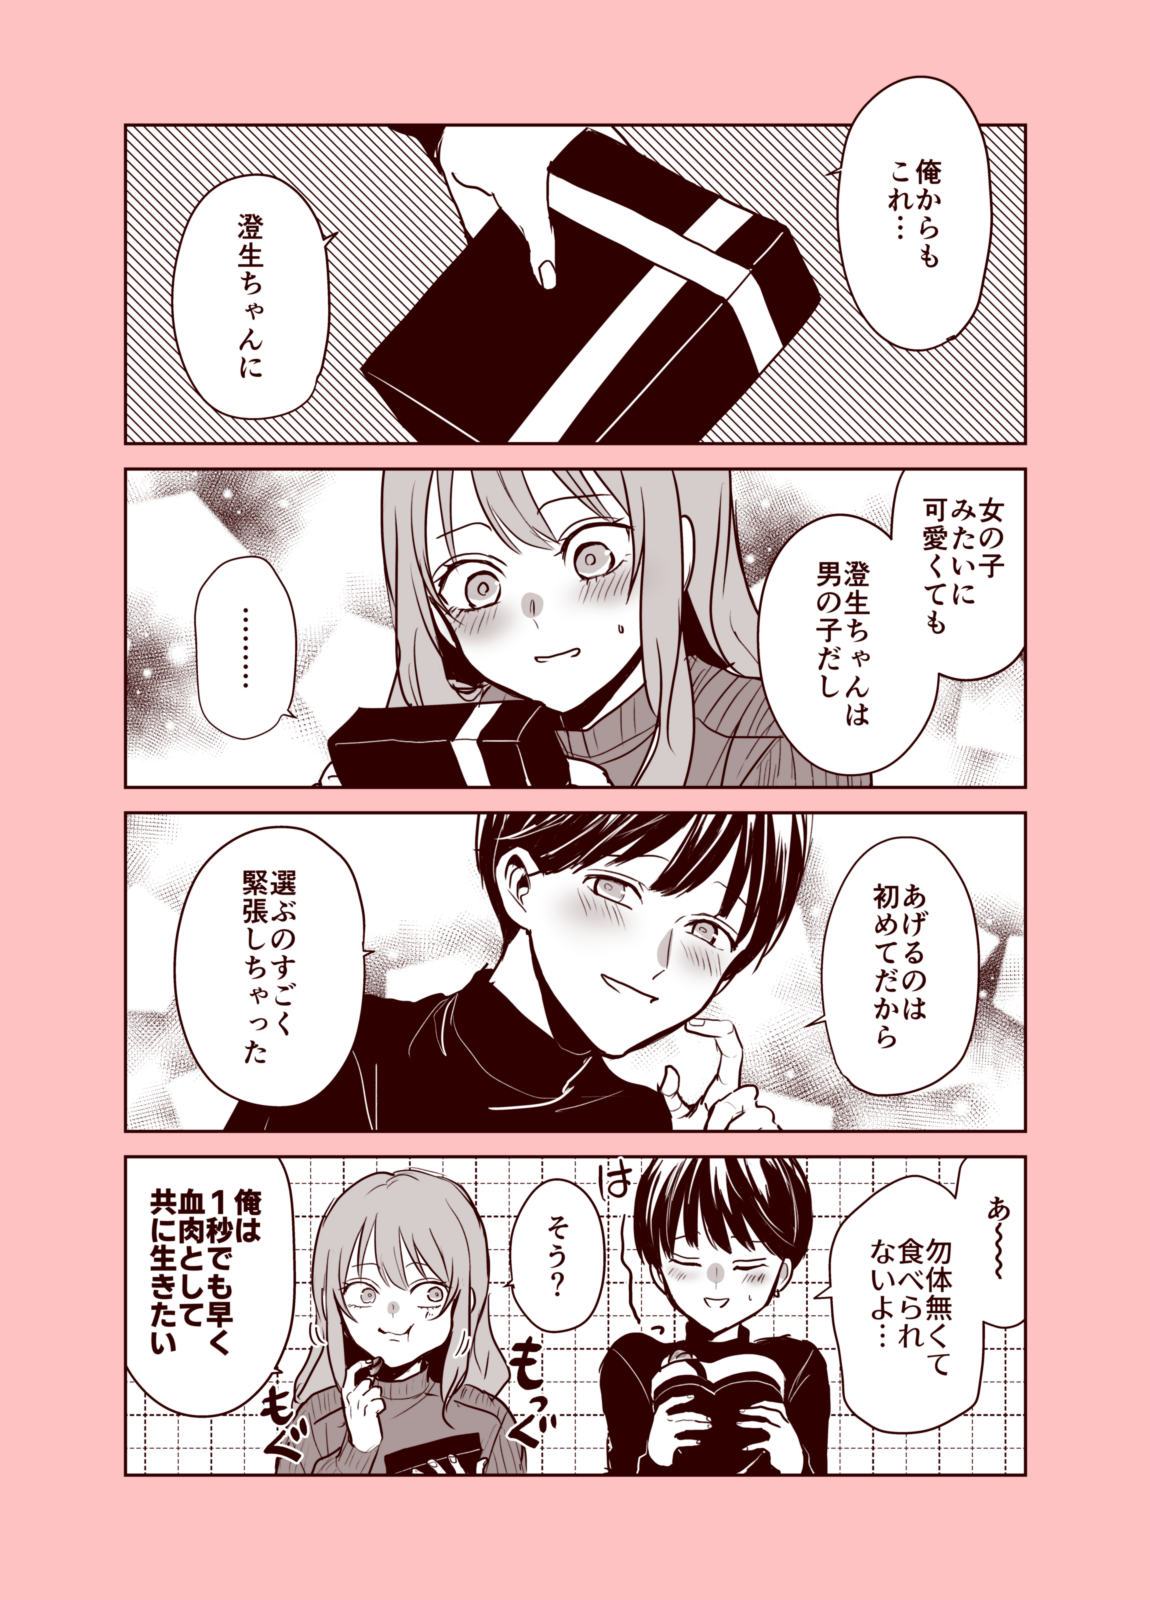 俺からも
これ…
澄生ちゃんに
女の子
みたいに
可愛くても
澄生ちゃんは
男の子だし
………
あげるのは
初めてだから
選ぶのすごく
緊張しちゃった
あ〜〜〜
勿体無くて
食べられ
ないよ…
は〜っ
そう？
もっぐ
もぐ
俺は
１秒でも早く
血肉として
共に生きたい